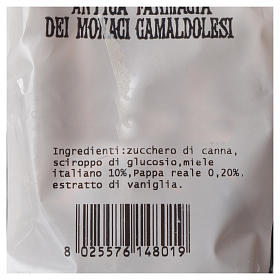 ANTICA FARMACIA
DEI MONACI CAMALDOLESI
Ingredienti:zucchero di canna,
sciroppo di glucosio,miele
italiano 10%,Pappa reale 0,20%.
estratto di vaniglia.
8 025576 148019